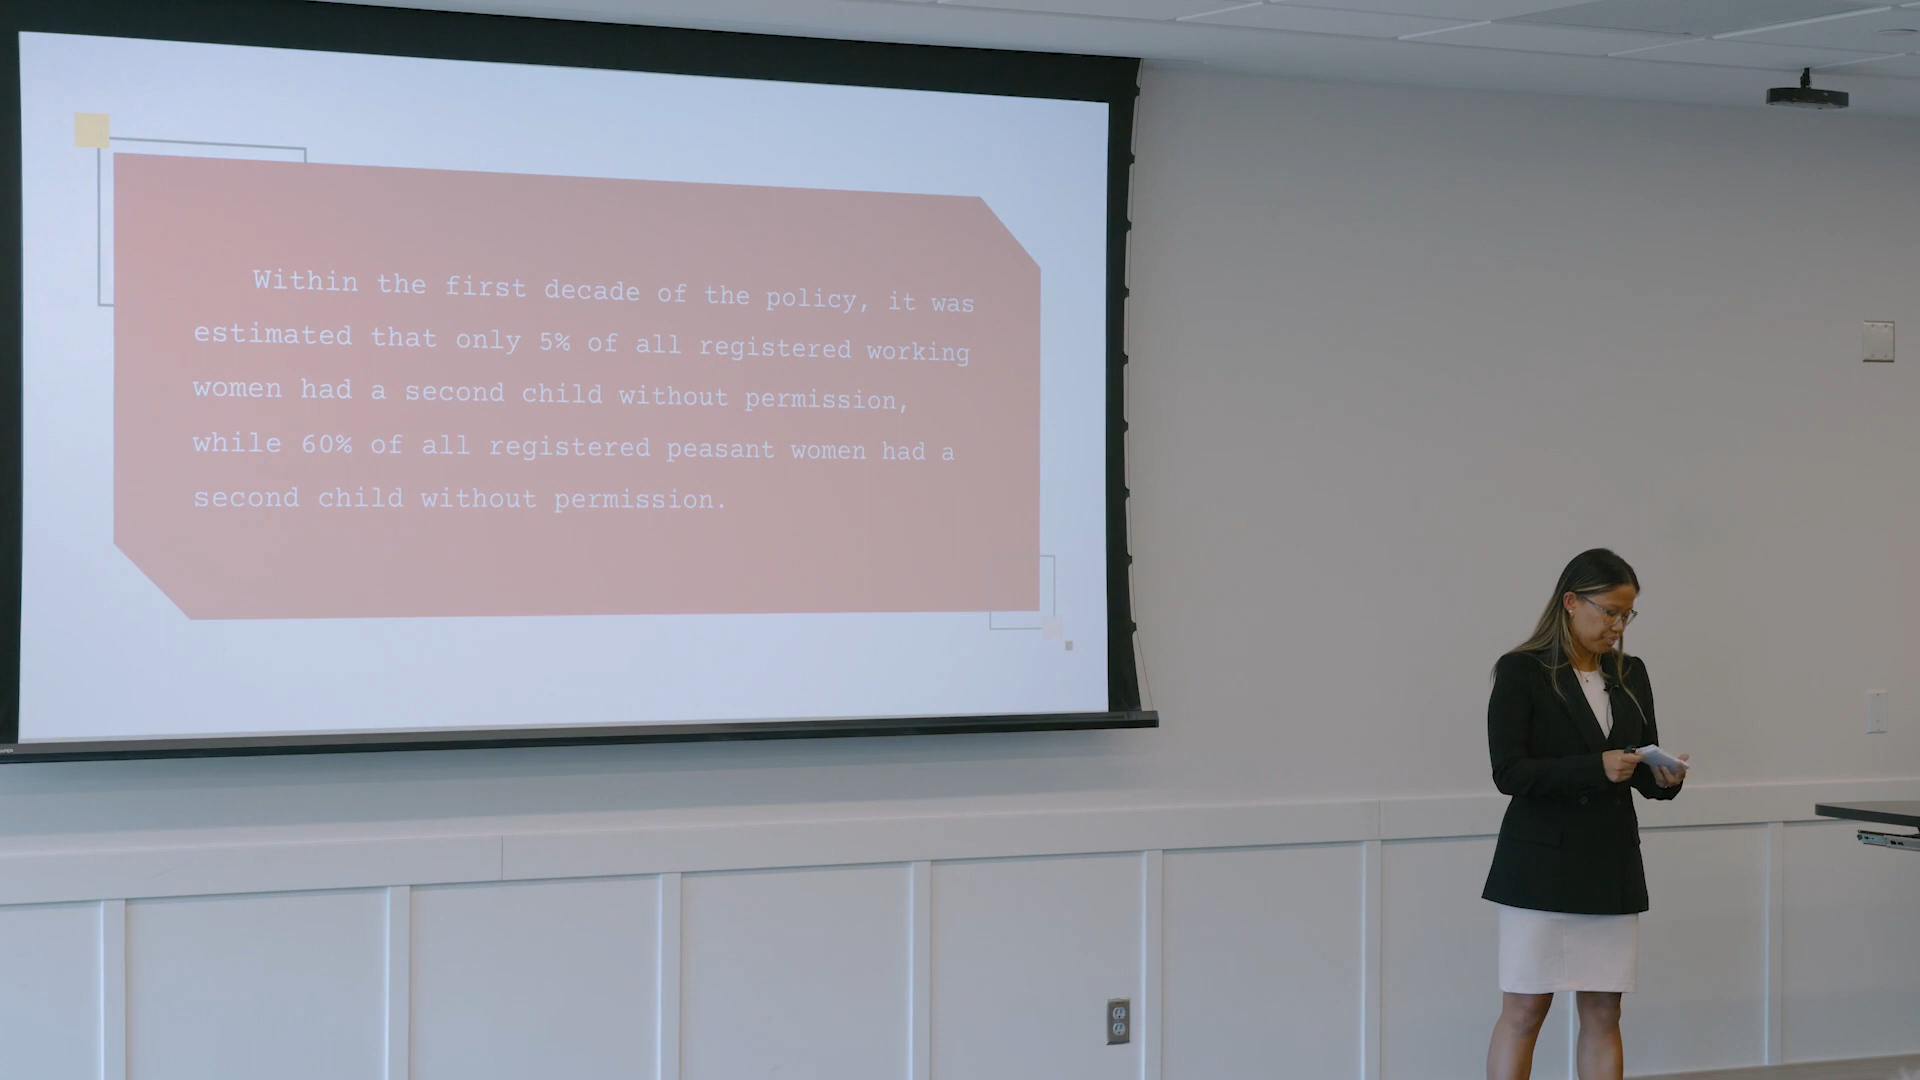 Within the first decade of the policy, it was
estimated that only 5% of all registered working
women had a second child without permission,
while 60% of all registered peasant women had a
second child without permission.